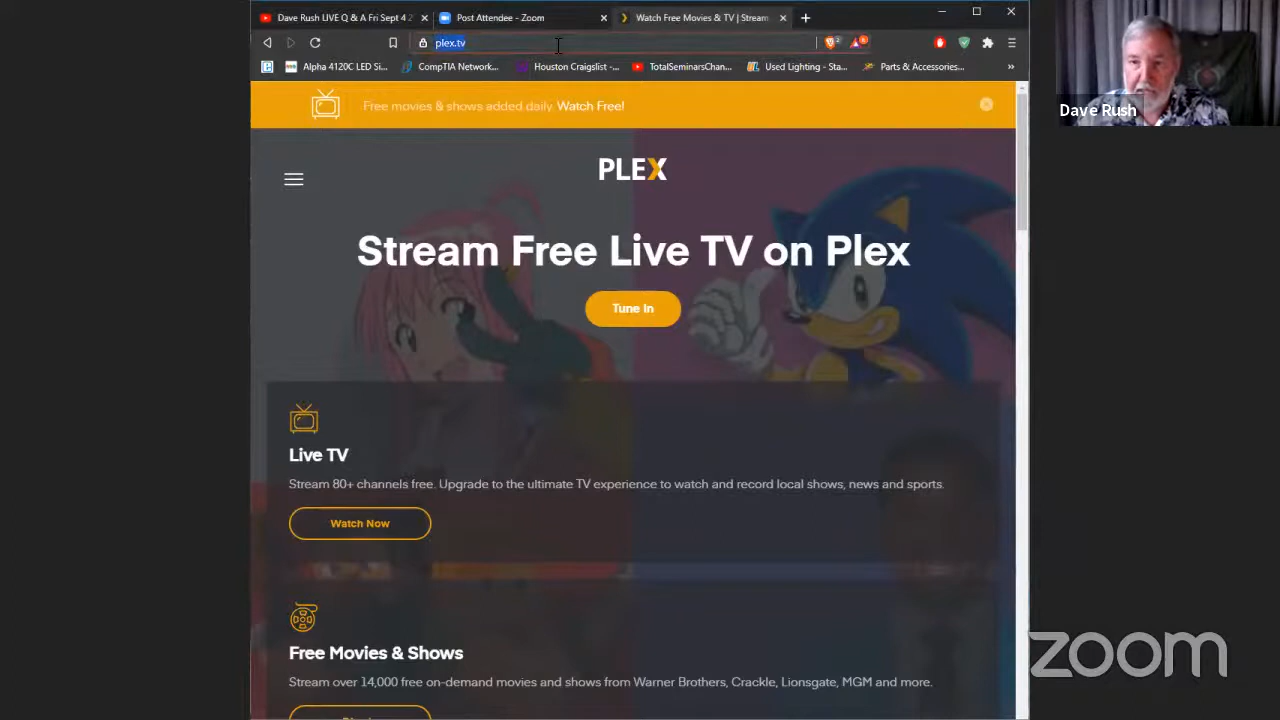 Dave Rush LIVE Q & A Fri Sept 4 2
Post Attendee - Zoom
Watch Free Movies & TV | Stream
plex.tv
Alpha 4120C LED Si...
CompTIA Network...
Houston Craigslist -...
TotalSeminarsChan...
Used Lighting - Sta...
Parts & Accessories...
Dave Rush
Free movies & shows added daily. Watch Free!
PLEX
Stream Free Live TV on Plex
Tune In
Live TV
Stream 80+ channels free. Upgrade to the ultimate TV experience to watch and record local shows, news and sports.
Watch Now
Free Movies & Shows
Stream over 14,000 free on-demand movies and shows from Warner Brothers, Crackle, Lionsgate, MGM and more.
zoom